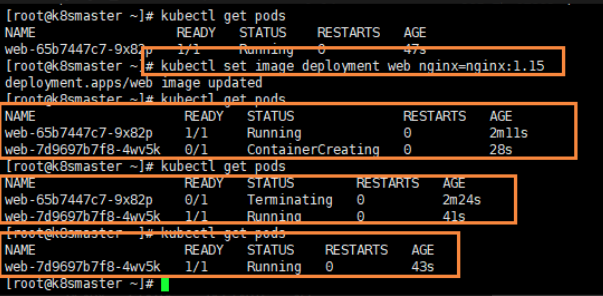 [root@k8smaster ~]# kubectl get pods
NAME READY STATUS RESTARTS AGE
web-65b7447c7-9x82p 1/1 Running 0 47s
[root@k8smaster ~]# kubectl set image deployment web nginx=nginx:1.15
deployment.apps/web image updated
[root@k8smaster ~]# kubectl get pods
NAME READY STATUS RESTARTS AGE
web-65b7447c7-9x82p 1/1 Running 0 2m11s
web-7d9697b7f8-4wv5k 0/1 ContainerCreating 0 28s
[root@k8smaster ~]# kubectl get pods
NAME READY STATUS RESTARTS AGE
web-65b7447c7-9x82p 0/1 Terminating 0 2m24s
web-7d9697b7f8-4wv5k 1/1 Running 0 41s
[root@k8smaster ~]# kubectl get pods
NAME READY STATUS RESTARTS AGE
web-7d9697b7f8-4wv5k 1/1 Running 0 43s
[root@k8smaster ~]#